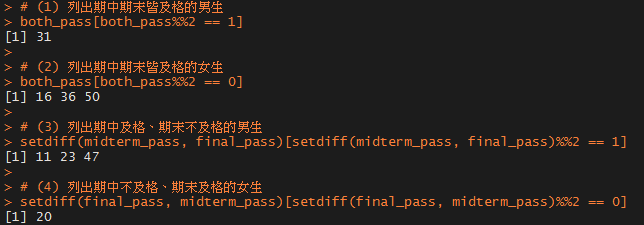 > # (1) 列出期中期末皆及格的男生
> both_pass[both_pass%%2 == 1]
[1] 31
>
> # (2) 列出期中期末皆及格的女生
> both_pass[both_pass%%2 == 0]
[1] 16 36 50
>
> # (3) 列出期中及格、期末不及格的男生
> setdiff(midterm_pass, final_pass)[setdiff(midterm_pass, final_pass)%%2 == 1]
[1] 11 23 47
>
> # (4) 列出期中不及格、期末及格的女生
> setdiff(final_pass, midterm_pass)[setdiff(final_pass, midterm_pass)%%2 == 0]
[1] 20